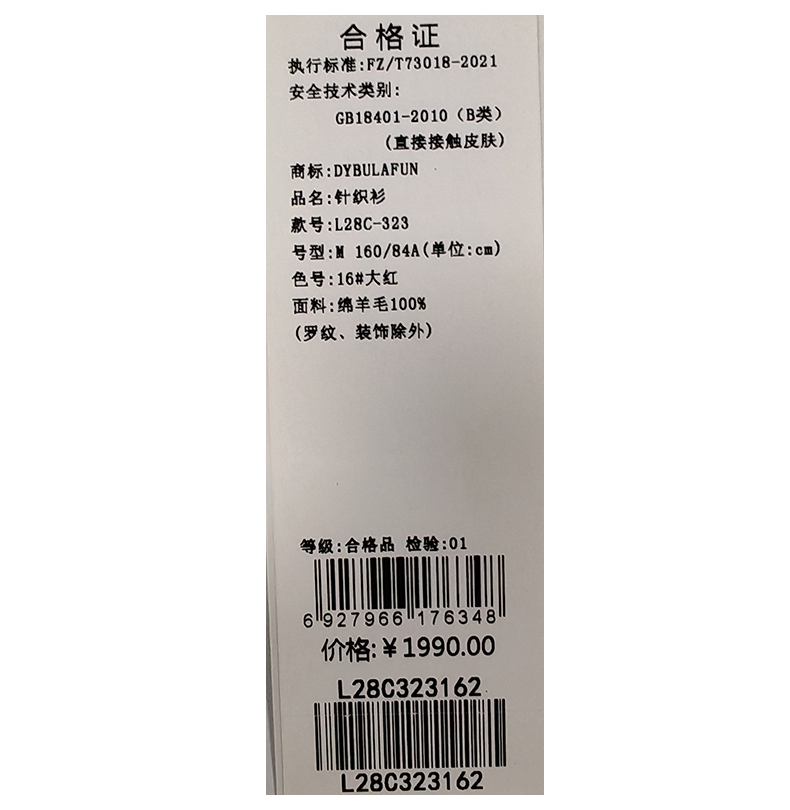 合格证
执行标准:FZ/T73018-2021
安全技术类别:
GB18401-2010（B类）
(直接接触皮肤)
商标:DYBULAFUN
品名:针织衫
款号:L28C-323
号型:M 160/84A(单位:cm)
色号:16#大红
面料:绵羊毛100%
(罗纹、装饰除外)
等级:合格品 检验:01
6 927966 176348
价格:￥1990.00
L28C323162
L28C323162